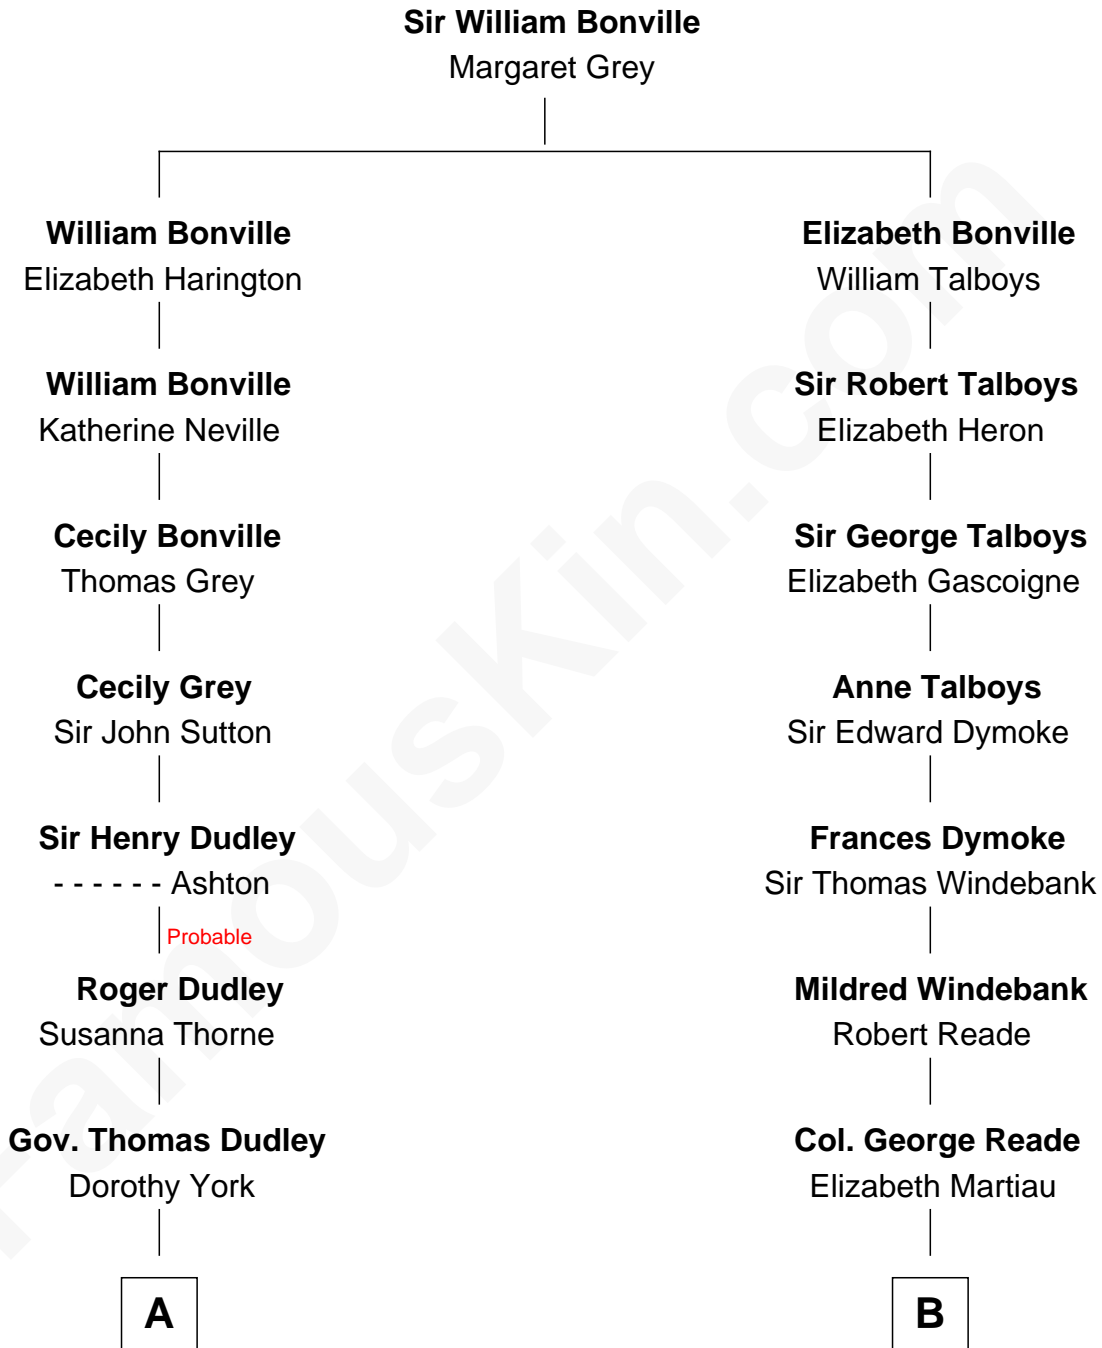 Sir William Bonville
Margaret Grey
William Bonville
Elizabeth Harington
William Bonville
Katherine Neville
Cecily Bonville
Thomas Grey
Cecily Grey
Sir John Sutton
Sir Henry Dudley
- - - - - - Ashton
Probable
Roger Dudley
Susanna Thorne
Gov. Thomas Dudley
Dorothy York
A
Elizabeth Bonville
William Talboys
Sir Robert Talboys
Elizabeth Heron
Sir George Talboys
Elizabeth Gascoigne
Anne Talboys
Sir Edward Dymoke
Frances Dymoke
Sir Thomas Windebank
Mildred Windebank
Robert Reade
Col. George Reade
Elizabeth Martiau
B
FamousKin.com